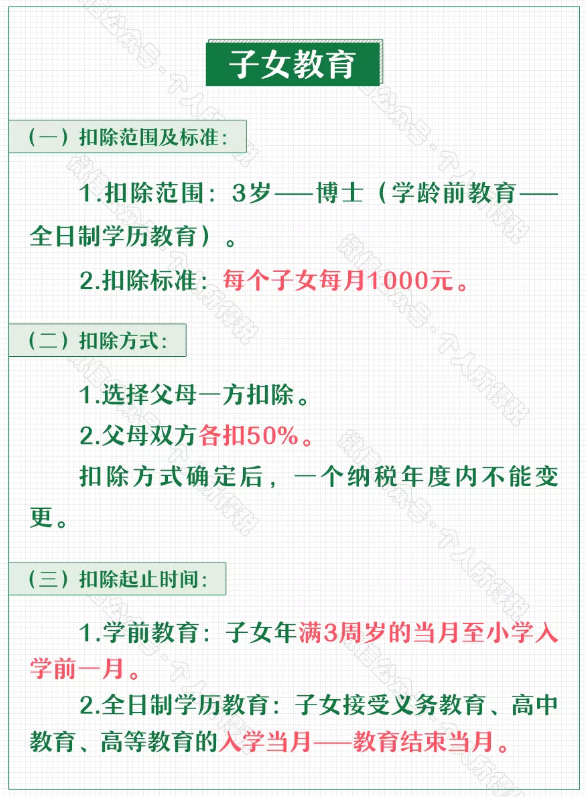 子女教育
（一）扣除范围及标准：
1.扣除范围：3岁——博士（学龄前教育——
全日制学历教育）。
2.扣除标准：每个子女每月1000元。
（二）扣除方式：
1.选择父母一方扣除。
2.父母双方各扣50%。
扣除方式确定后，一个纳税年度内不能变
更。
（三）扣除起止时间：
1.学前教育：子女年满3周岁的当月至小学入
学前一月。
2.全日制学历教育：子女接受义务教育、高中
教育、高等教育的入学当月——教育结束当月。